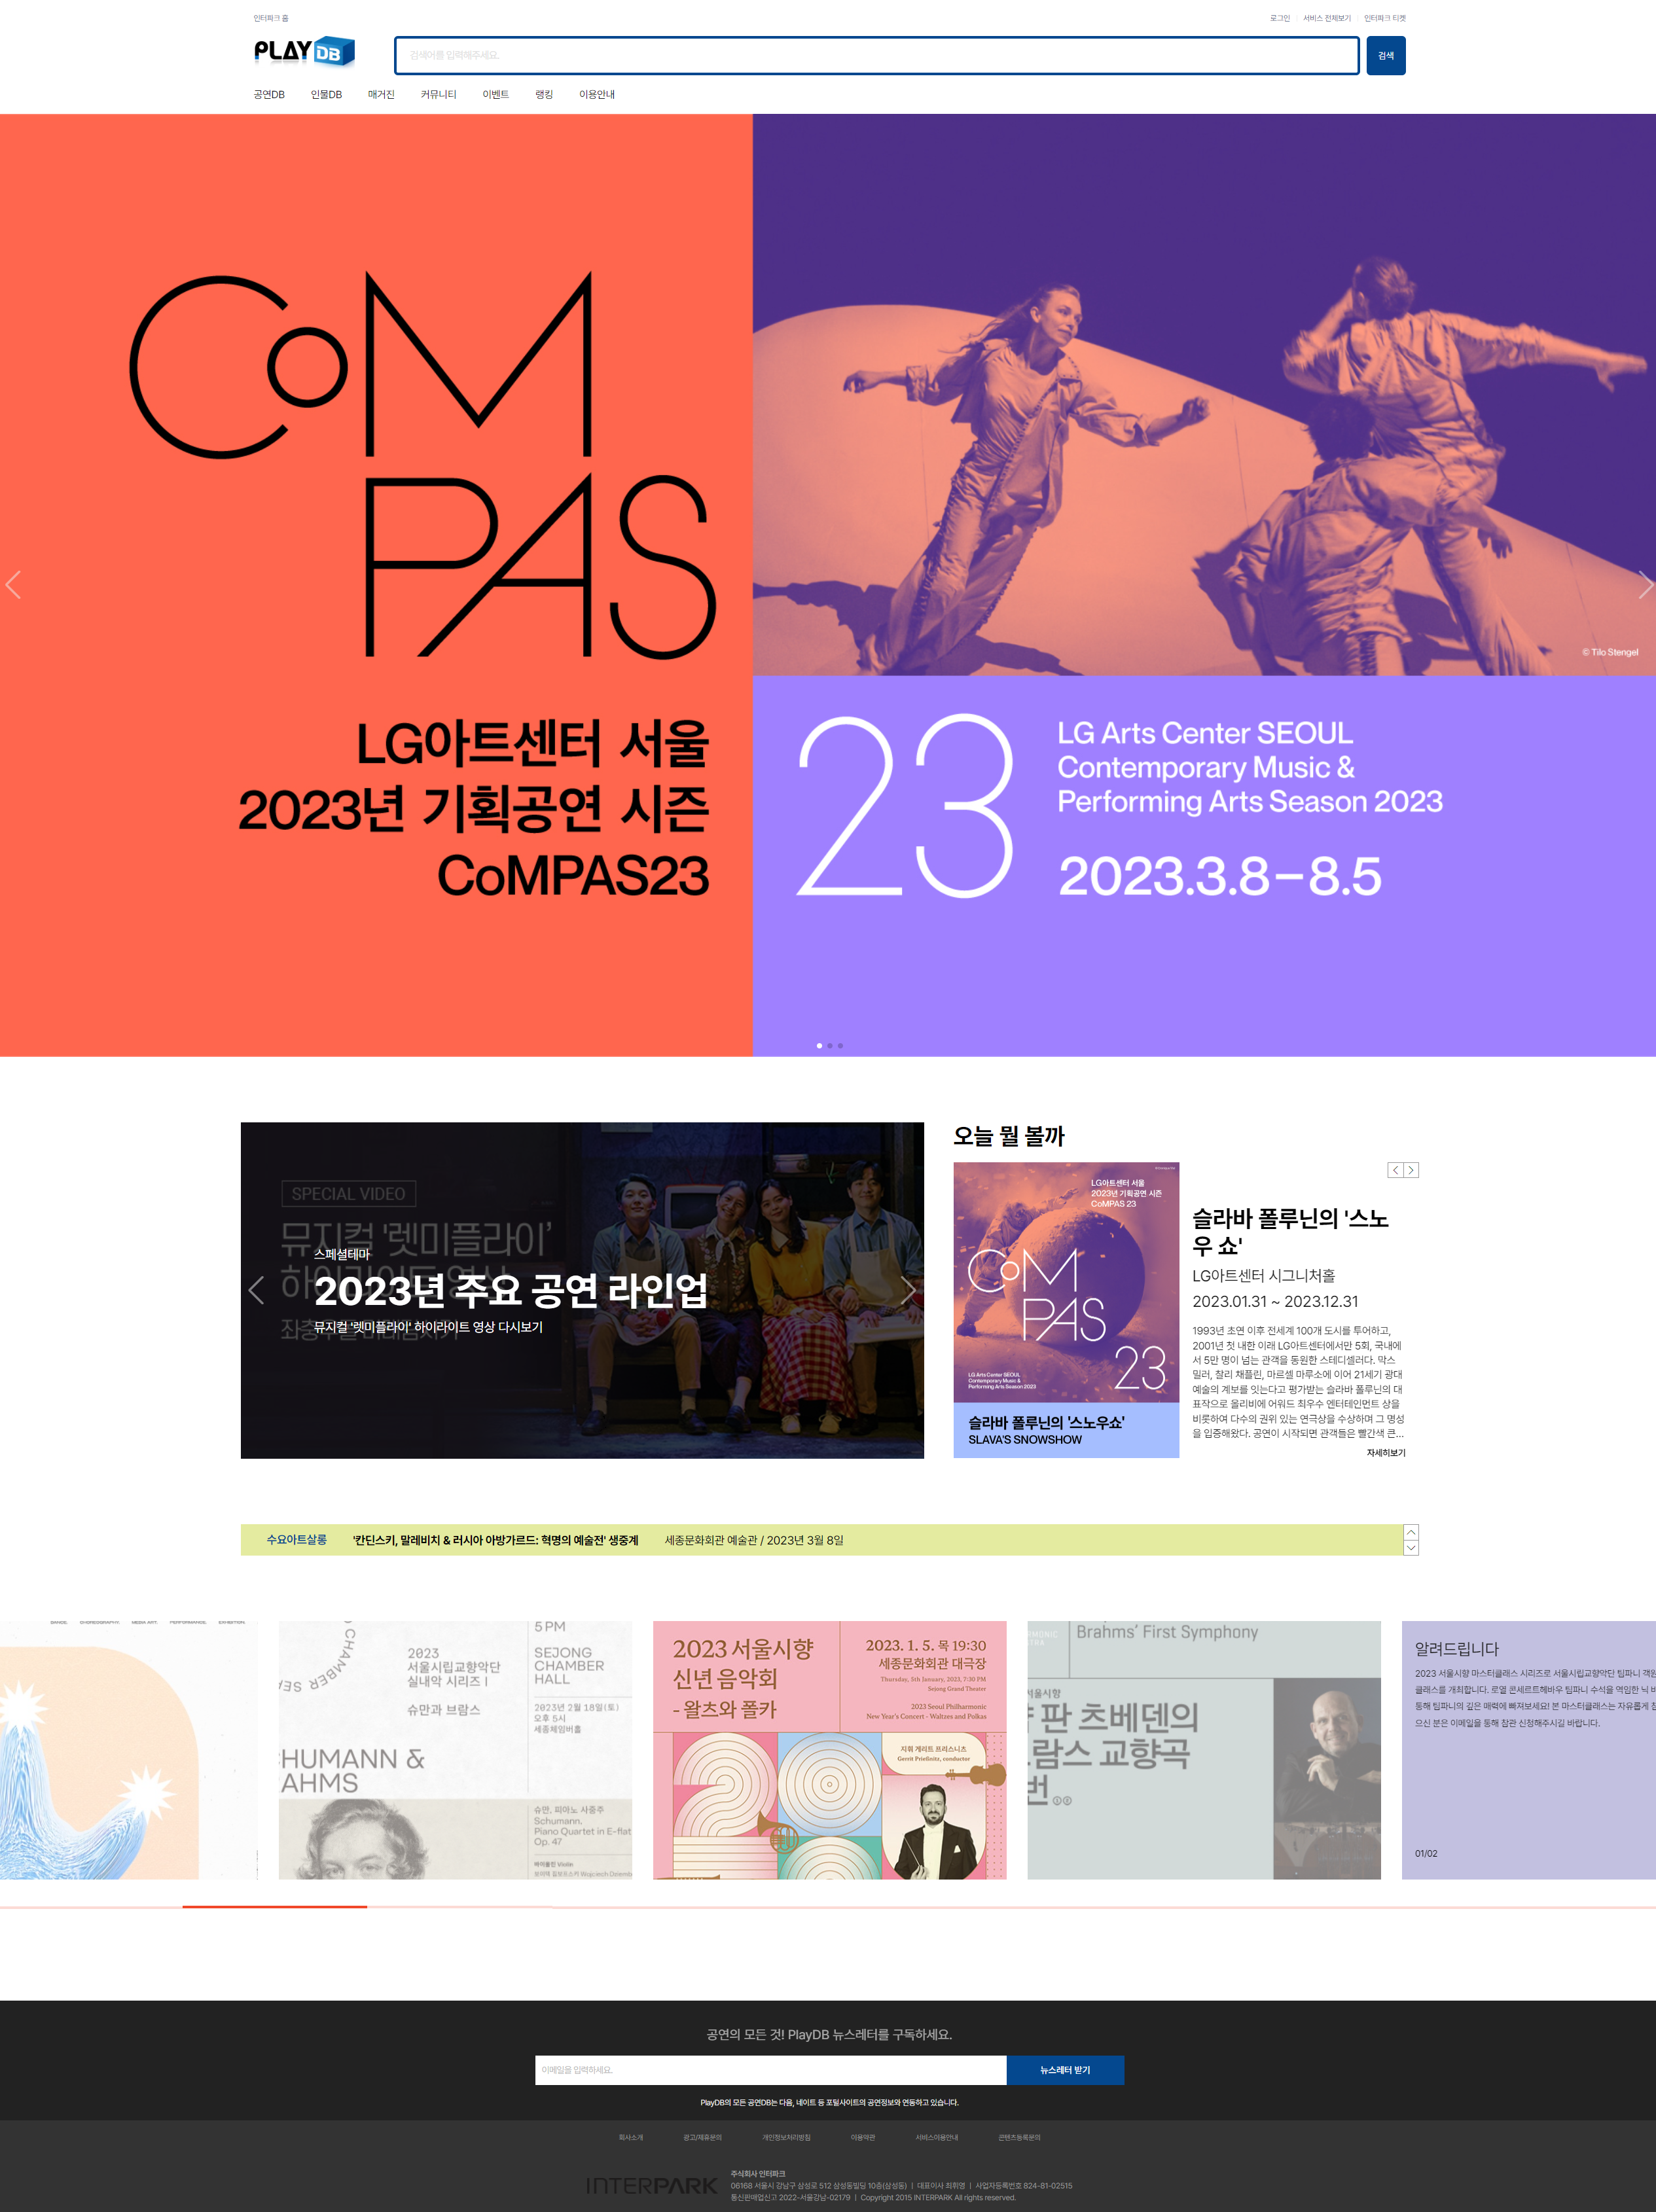 인터파크 홈
로그인
서비스 전체보기
인터파크 티켓
PLAY DB
검색어를 입력해주세요.
검색
공연DB
인물DB
매거진
커뮤니티
이벤트
랭킹
이용안내
CoMPAS
LG아트센터 서울
2023년 기획공연 시즌
CoMPAS23
© Tilo Stengel
23
LG Arts Center SEOUL
Contemporary Music &
Performing Arts Season 2023
2023.3.8–8.5
SPECIAL VIDEO
뮤지컬 '렛미플라이'
스페셜테마
2023년 주요 공연 라인업
뮤지컬 '렛미플라이' 하이라이트 영상 다시보기
오늘 뭘 볼까
LG아트센터 서울
2023년 기획공연 시즌
CoMPAS 23
CoMPAS
23
LG Arts Center SEOUL
Contemporary Music &
Performing Arts Season 2023
슬라바 폴루닌의 '스노우쇼'
SLAVA'S SNOWSHOW
슬라바 폴루닌의 '스노
우 쇼'
LG아트센터 시그니처홀
2023.01.31 ~ 2023.12.31
1993년 초연 이후 전세계 100개 도시를 투어하고,
2001년 첫 내한 이래 LG아트센터에서만 5회, 국내에
서 5만 명이 넘는 관객을 동원한 스테디셀러다. 막스
밀러, 찰리 채플린, 마르셀 마루소에 이어 21세기 광대
예술의 계보를 잇는다고 평가받는 슬라바 폴루닌의 대
표작으로 올리비에 어워드 최우수 엔터테인먼트 상을
비롯하여 다수의 권위 있는 연극상을 수상하며 그 명성
을 입증해왔다. 공연이 시작되면 관객들은 빨간색 큰...
자세히보기
수요아트살롱
'칸딘스키, 말레비치 & 러시아 아방가르드: 혁명의 예술전' 생중계
세종문화회관 예술관 / 2023년 3월 8일
CHAMBER SER
2023
서울시립교향악단
실내악 시리즈 I
슈만과 브람스
5 PM
SEJONG
CHAMBER
HALL
2023년 2월 18일(토)
오후 5시
세종체임버홀
HUMANN &
AHMS
슈만, 피아노 사중주
Schumann,
Piano Quartet in E-flat
Op. 47
바이올린 Violin
2023 서울시향
신년 음악회
- 왈츠와 폴카
2023. 1. 5. 목 19:30
세종문화회관 대극장
Thursday, 5th January, 2023, 7:30 PM
Sejong Grand Theater
2023 Seoul Philharmonic
New Year's Concert - Waltzes and Polkas
지휘 게리트 프리스니츠
Gerrit Prießnitz, conductor
Brahms' First Symphony
서울시향
판 츠베덴의
람스 교향곡
번
알려드립니다
2023 서울시향 마스터클래스 시리즈로 서울시립교향악단 팀파니 객원
클래스를 개최합니다. 로열 콘세르트헤바우 팀파니 수석을 역임한 닉
통해 팀파니의 깊은 매력에 빠져보세요! 본 마스터클래스는 자유롭게
으신 분은 이메일을 통해 참관 신청해주시길 바랍니다.
01/02
공연의 모든 것! PlayDB 뉴스레터를 구독하세요.
이메일을 입력하세요.
뉴스레터 받기
PlayDB의 모든 공연DB는 다음, 네이트 등 포털사이트의 공연정보와 연동하고 있습니다.
회사소개
광고/제휴문의
개인정보처리방침
이용약관
서비스이용안내
콘텐츠등록문의
INTERPARK
주식회사 인터파크
06168 서울시 강남구 삼성로 512 삼성동빌딩 10층(삼성동) | 대표이사 최휘영 | 사업자등록번호 824-81-02515
통신판매업신고 2022-서울강남-02179 | Copyright 2015 INTERPARK All rights reserved.